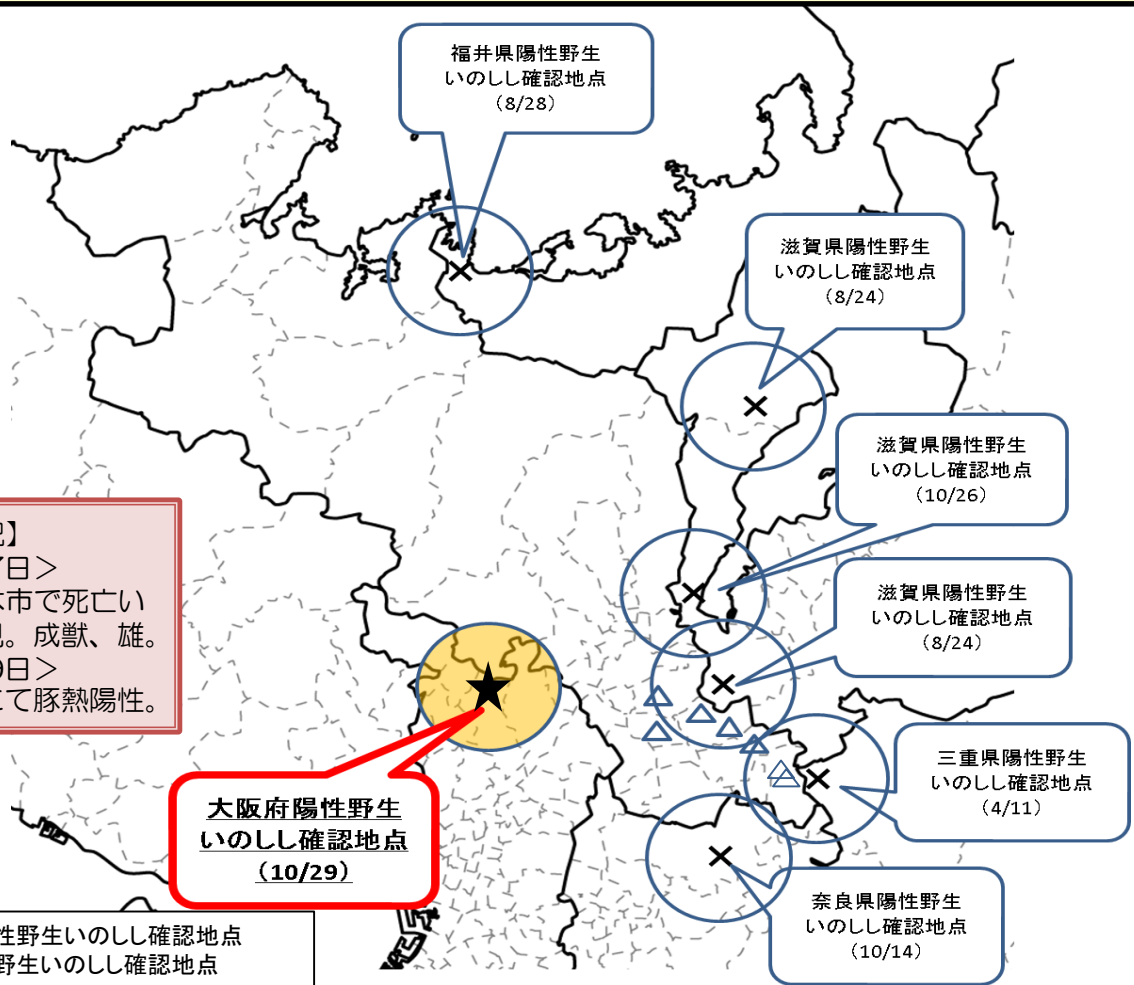 福井県陽性野生
いのしし確認地点
（8/28）
滋賀県陽性野生
いのしし確認地点
（8/24）
滋賀県陽性野生
いのしし確認地点
（10/26）
滋賀県陽性野生
いのしし確認地点
（8/24）
三重県陽性野生
いのしし確認地点
（4/11）
奈良県陽性野生
いのしし確認地点
（10/14）
大阪府陽性野生
いのしし確認地点
（10/29）
】
日＞
市で死亡い
。成獣、雄。
日＞
て豚熱陽性。
性野生いのしし確認地点
野生いのしし確認地点